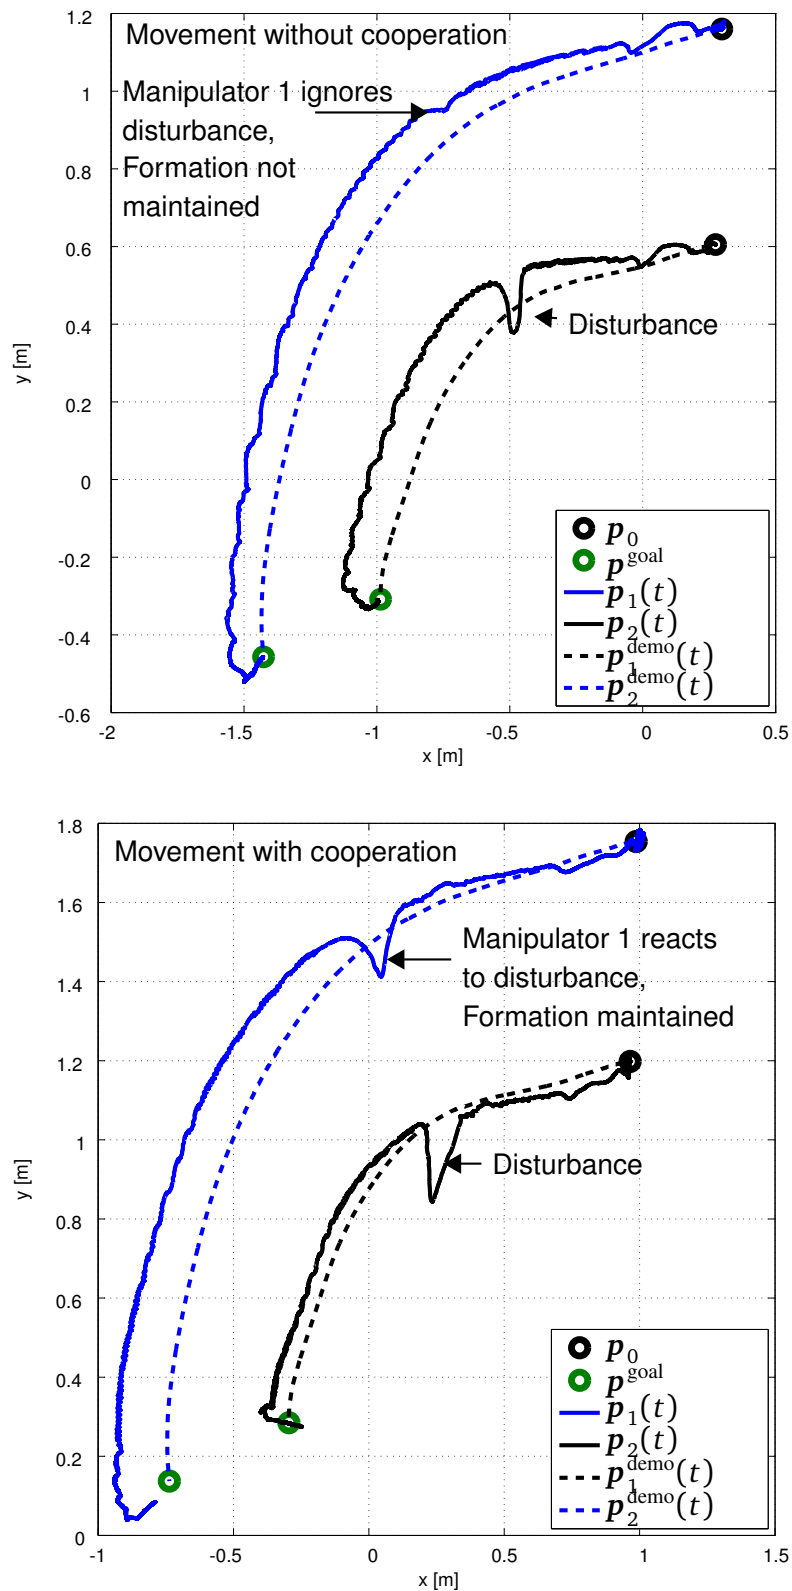 Movement without cooperation
Manipulator 1 ignores
disturbance,
Formation not
maintained
Disturbance
1.2
1
0.8
0.6
0.4
0.2
0
-0.2
-0.4
-0.6
y [m]
p₀
pᵍᵒᵃˡ
p₁(t)
p₂(t)
p₁ᵈᵉᵐᵒ(t)
p₂ᵈᵉᵐᵒ(t)
-2 -1.5 -1 -0.5 0 0.5
x [m]
Movement with cooperation
Manipulator 1 reacts
to disturbance,
Formation maintained
Disturbance
1.8
1.6
1.4
1.2
1
0.8
0.6
0.4
0.2
0
y [m]
p₀
pᵍᵒᵃˡ
p₁(t)
p₂(t)
p₁ᵈᵉᵐᵒ(t)
p₂ᵈᵉᵐᵒ(t)
-1 -0.5 0 0.5 1 1.5
x [m]